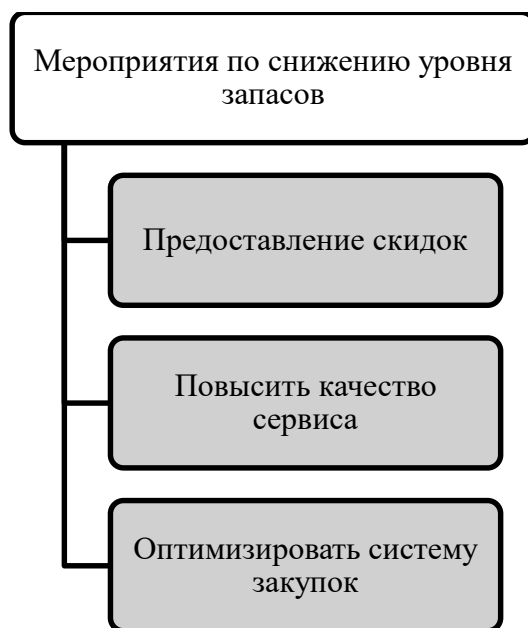 Мероприятия по снижению уровня
запасов
Предоставление скидок
Повысить качество
сервиса
Оптимизировать систему
закупок